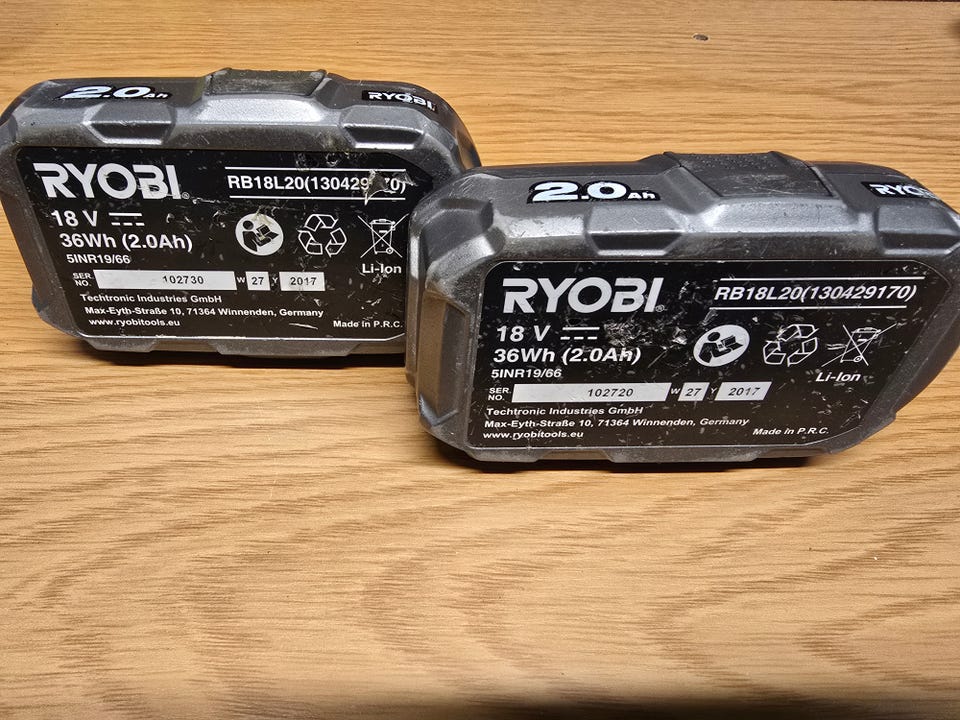 2.0Ah
RYOBI
RYOBI®
RB18L20(130429170)
18 V
36Wh (2.0Ah)
5INR19/66
Li-Ion
SER. NO. 102730 W 27 Y 2017
Techtronic Industries GmbH
Max-Eyth-Straße 10, 71364 Winnenden, Germany
www.ryobitools.eu
Made in P.R.C.
2.0Ah
RYOBI
RYOBI®
RB18L20(130429170)
18 V
36Wh (2.0Ah)
5INR19/66
Li-Ion
SER. NO. 102720 W 27 Y 2017
Techtronic Industries GmbH
Max-Eyth-Straße 10, 71364 Winnenden, Germany
www.ryobitools.eu
Made in P.R.C.